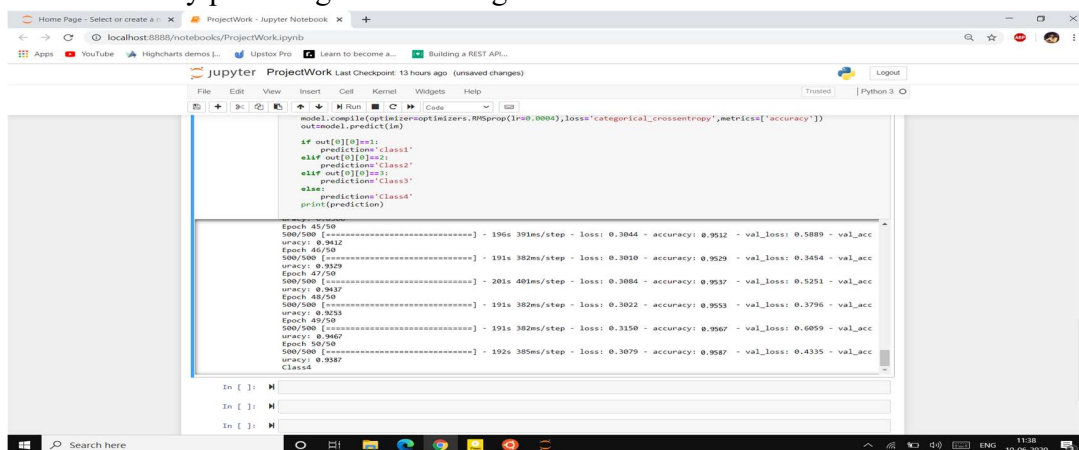 Home Page - Select or create a n
ProjectWork - Jupyter Notebook
localhost:8888/notebooks/ProjectWork.ipynb
Apps YouTube Highcharts demos |... Upstox Pro Learn to become a... Building a REST API...
ABP
Jupyter ProjectWork Last Checkpoint: 13 hours ago (unsaved changes)
Logout
File Edit View Insert Cell Kernel Widgets Help
Trusted | Python 3
Run Code
model.compile(optimizer=optimizers.RMSprop(lr=0.0004),loss='categorical_crossentropy',metrics=['accuracy'])
out=model.predict(im)
if out[0][0]==1:
prediction='class1'
elif out[0][0]==2:
prediction='Class2'
elif out[0][0]==3:
prediction='Class3'
else:
prediction='Class4'
print(prediction)
Epoch 45/50
500/500 [==============================] - 196s 391ms/step - loss: 0.3044 - accuracy: 0.9512 - val_loss: 0.5889 - val_acc
uracy: 0.9412
Epoch 46/50
500/500 [==============================] - 191s 382ms/step - loss: 0.3010 - accuracy: 0.9529 - val_loss: 0.3454 - val_acc
uracy: 0.9329
Epoch 47/50
500/500 [==============================] - 201s 401ms/step - loss: 0.3084 - accuracy: 0.9537 - val_loss: 0.5251 - val_acc
uracy: 0.9437
Epoch 48/50
500/500 [==============================] - 191s 382ms/step - loss: 0.3022 - accuracy: 0.9553 - val_loss: 0.3796 - val_acc
uracy: 0.9253
Epoch 49/50
500/500 [==============================] - 191s 382ms/step - loss: 0.3150 - accuracy: 0.9567 - val_loss: 0.6059 - val_acc
uracy: 0.9467
Epoch 50/50
500/500 [==============================] - 192s 385ms/step - loss: 0.3079 - accuracy: 0.9587 - val_loss: 0.4335 - val_acc
uracy: 0.9387
Class4
In [ ]:
In [ ]:
In [ ]:
Search here
ENG
11:38
10-06-2020